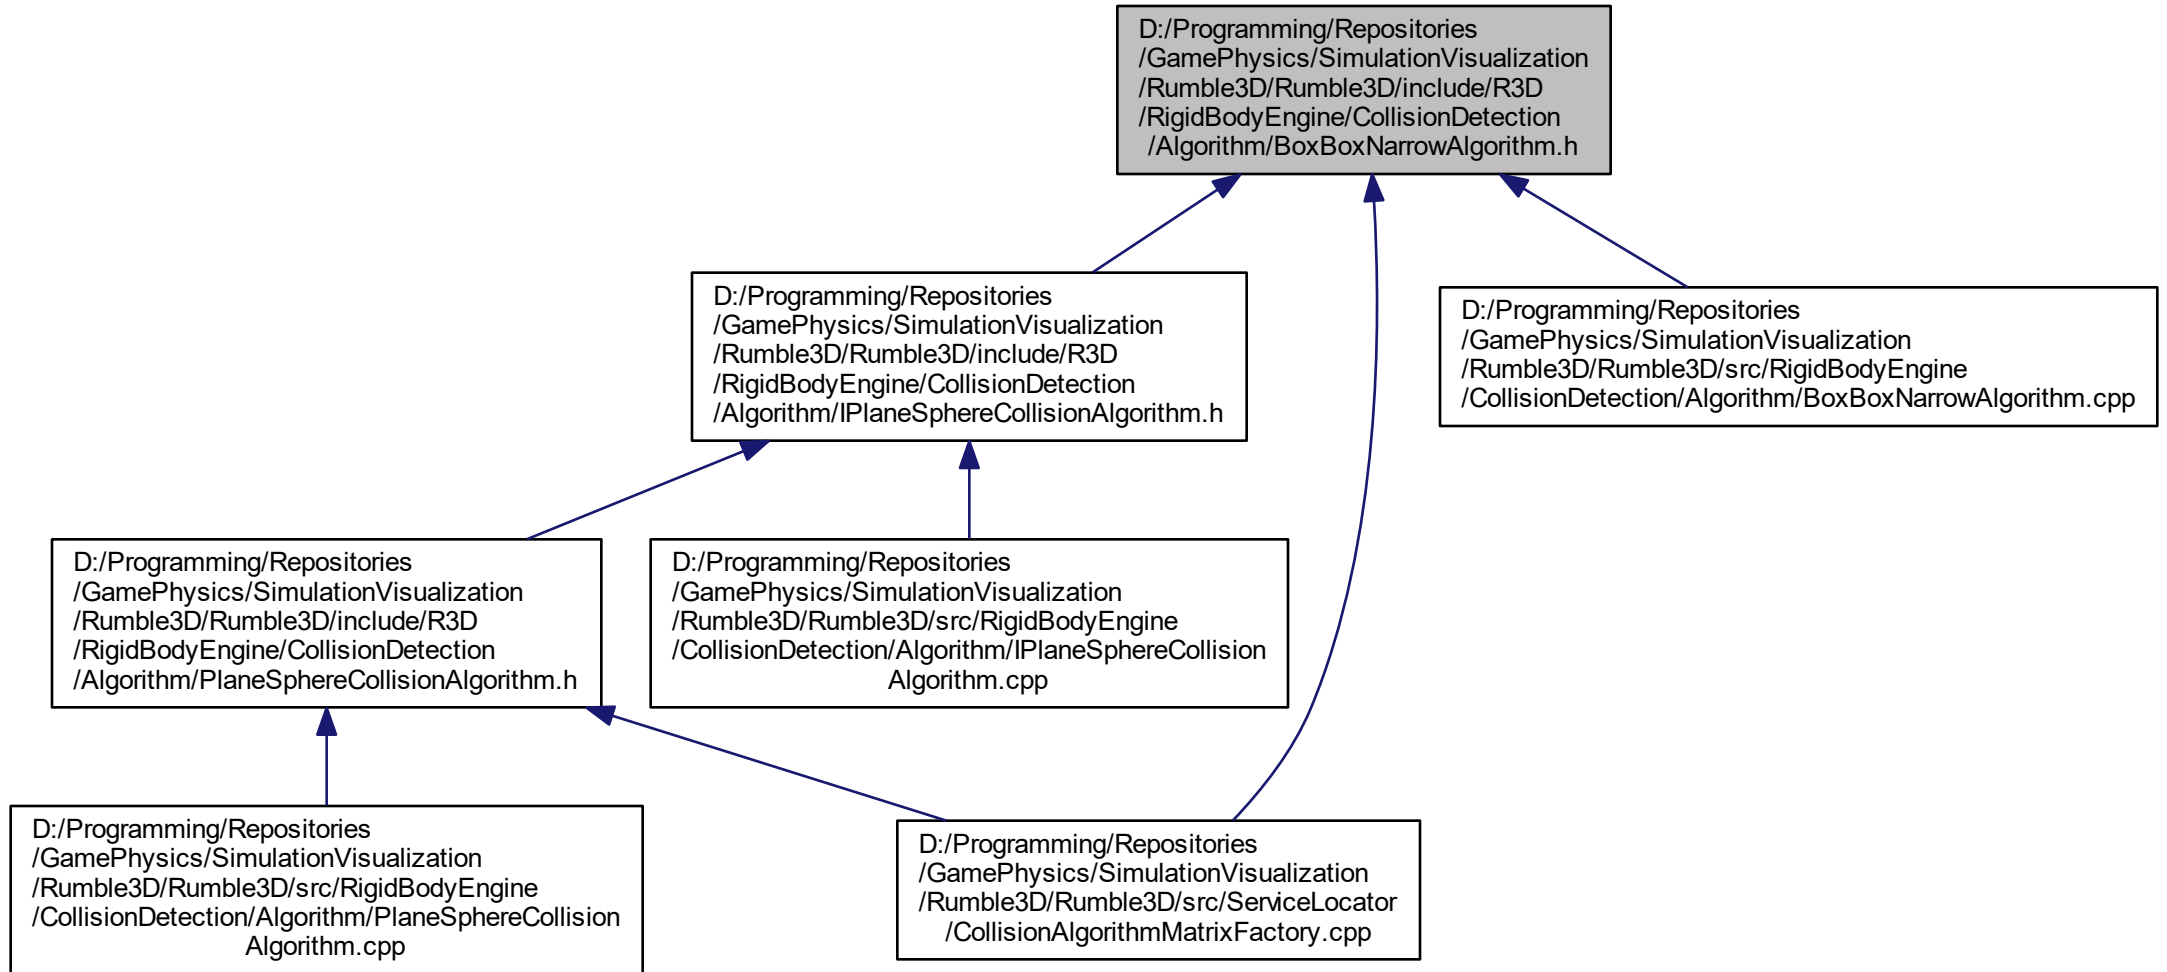 D:/Programming/Repositories
/GamePhysics/SimulationVisualization
/Rumble3D/Rumble3D/include/R3D
/RigidBodyEngine/CollisionDetection
/Algorithm/BoxBoxNarrowAlgorithm.h
D:/Programming/Repositories
/GamePhysics/SimulationVisualization
/Rumble3D/Rumble3D/include/R3D
/RigidBodyEngine/CollisionDetection
/Algorithm/IPlaneSphereCollisionAlgorithm.h
D:/Programming/Repositories
/GamePhysics/SimulationVisualization
/Rumble3D/Rumble3D/src/RigidBodyEngine
/CollisionDetection/Algorithm/BoxBoxNarrowAlgorithm.cpp
D:/Programming/Repositories
/GamePhysics/SimulationVisualization
/Rumble3D/Rumble3D/include/R3D
/RigidBodyEngine/CollisionDetection
/Algorithm/PlaneSphereCollisionAlgorithm.h
D:/Programming/Repositories
/GamePhysics/SimulationVisualization
/Rumble3D/Rumble3D/src/RigidBodyEngine
/CollisionDetection/Algorithm/IPlaneSphereCollision
Algorithm.cpp
D:/Programming/Repositories
/GamePhysics/SimulationVisualization
/Rumble3D/Rumble3D/src/RigidBodyEngine
/CollisionDetection/Algorithm/PlaneSphereCollision
Algorithm.cpp
D:/Programming/Repositories
/GamePhysics/SimulationVisualization
/Rumble3D/Rumble3D/src/ServiceLocator
/CollisionAlgorithmMatrixFactory.cpp